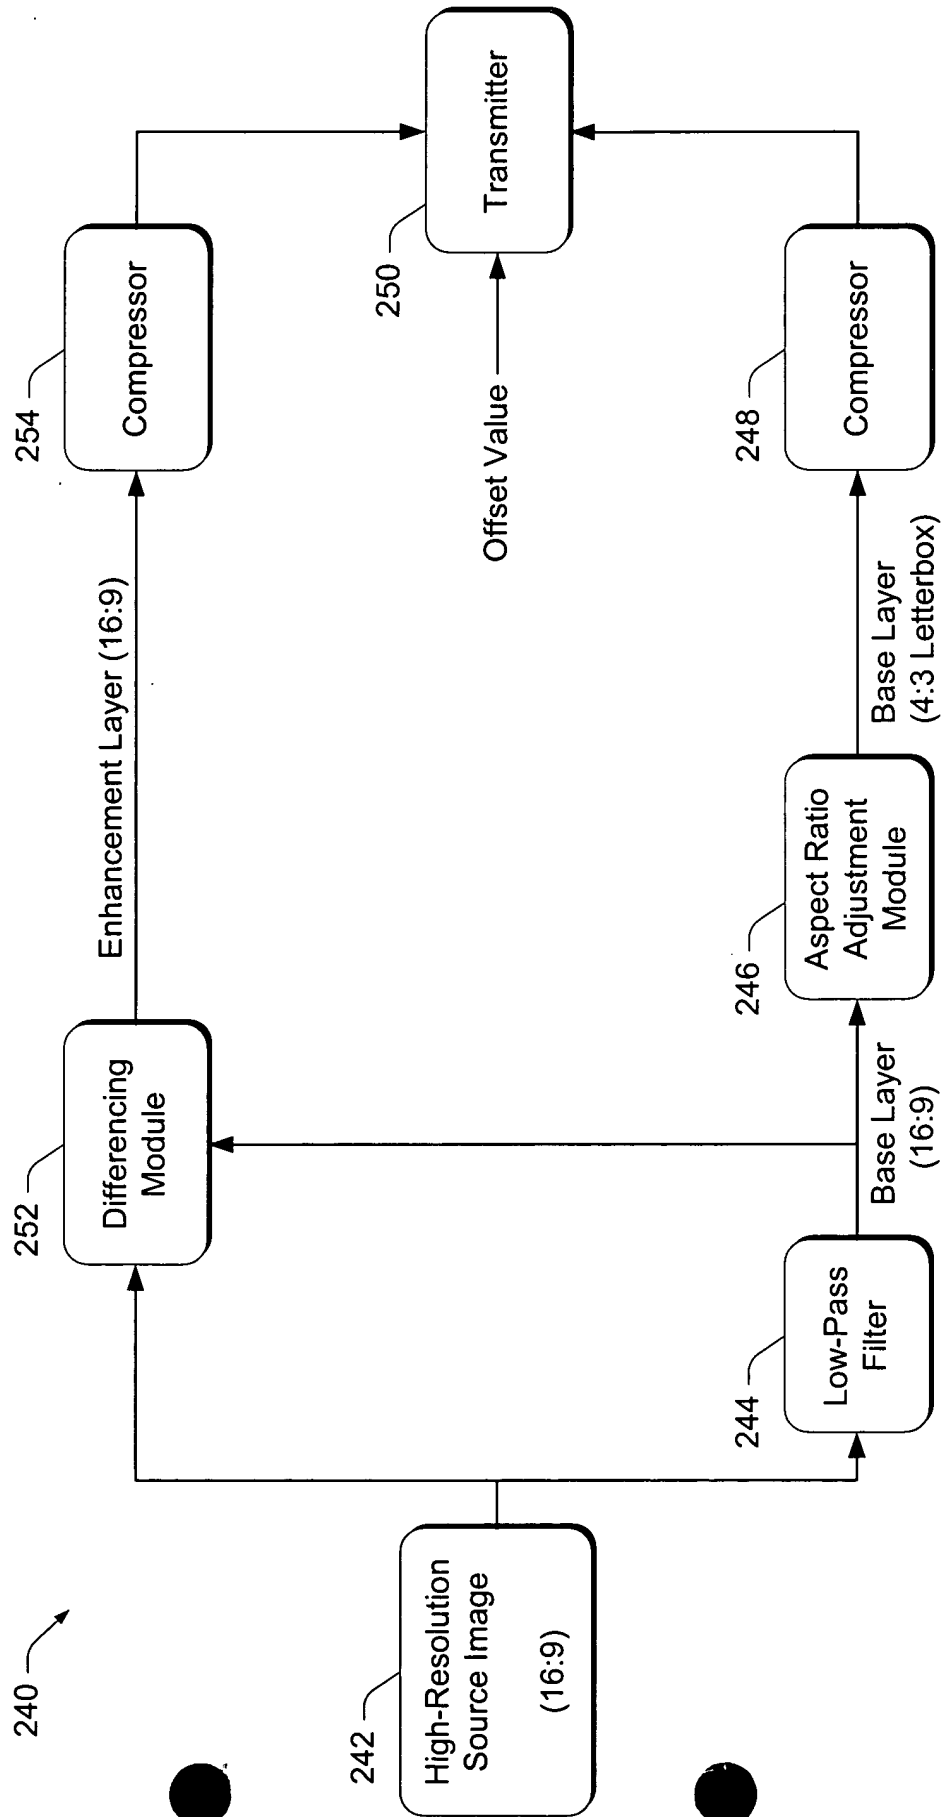 240
242
High-Resolution
Source Image
(16:9)
252
Differencing
Module
Enhancement Layer (16:9)
254
Compressor
250
Transmitter
Offset Value
244
Low-Pass
Filter
Base Layer
(16:9)
246
Aspect Ratio
Adjustment
Module
Base Layer
(4:3 Letterbox)
248
Compressor